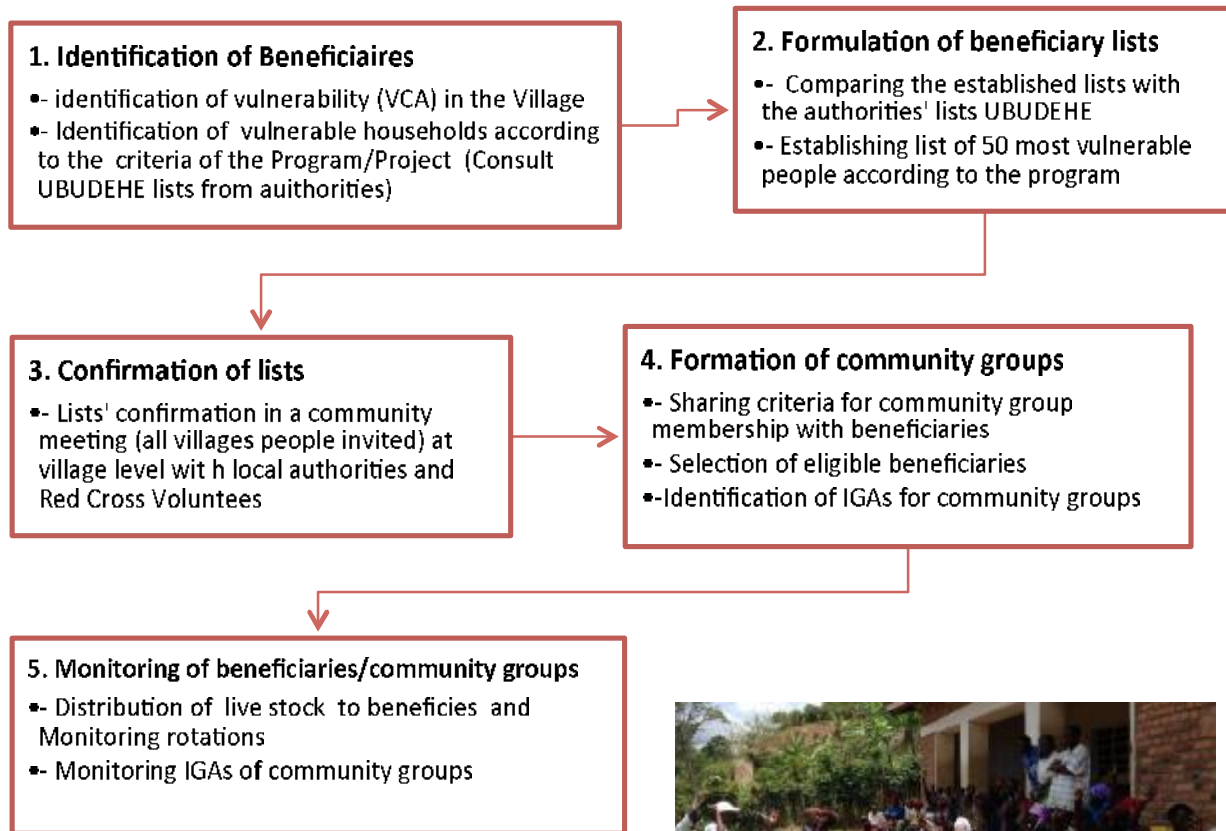 1. Identification of Beneficiaires
•- identification of vulnerability (VCA) in the Village
•- Identification of vulnerable households according
to the criteria of the Program/Project (Consult
UBUDEHE lists from auithorities)
2. Formulation of beneficiary lists
•- Comparing the established lists with
the authorities' lists UBUDEHE
•- Establishing list of 50 most vulnerable
people according to the program
3. Confirmation of lists
•- Lists' confirmation in a community
meeting (all villages people invited) at
village level wit h local authorities and
Red Cross Voluntees
4. Formation of community groups
•- Sharing criteria for community group
membership with beneficiaries
•- Selection of eligible beneficiaries
•-Identification of IGAs for community groups
5. Monitoring of beneficiaries/community groups
•- Distribution of live stock to beneficies and
Monitoring rotations
•- Monitoring IGAs of community groups